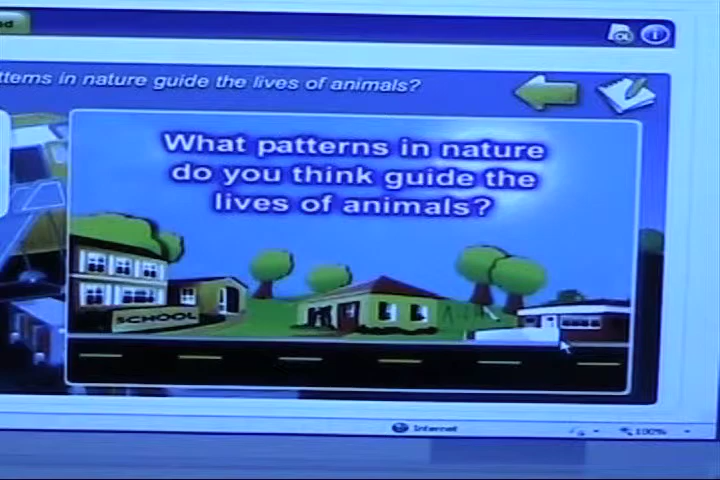 tterns in nature guide the lives of animals?
What patterns in nature
do you think guide the
lives of animals?
SCHOOL
Internet
100%